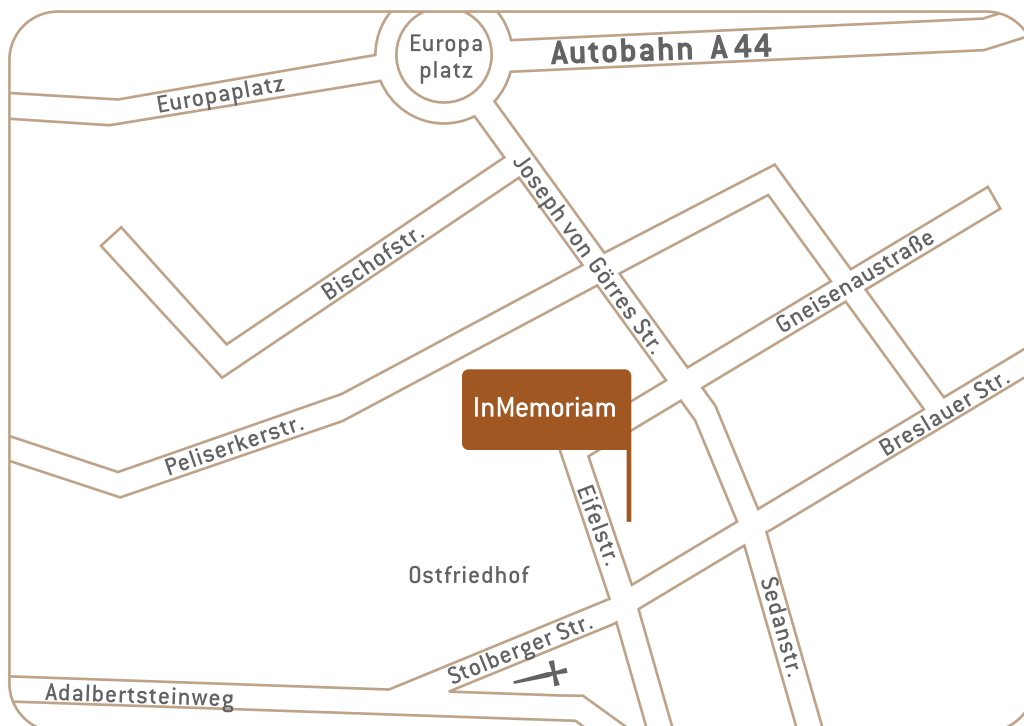 Europa
platz
Autobahn A 44
Europaplatz
Joseph von Görres Str.
Bischofstr.
Gneisenaustraße
Peliserkerstr.
InMemoriam
Breslauer Str.
Eifelstr.
Ostfriedhof
Sedanstr.
Stolberger Str.
Adalbertsteinweg